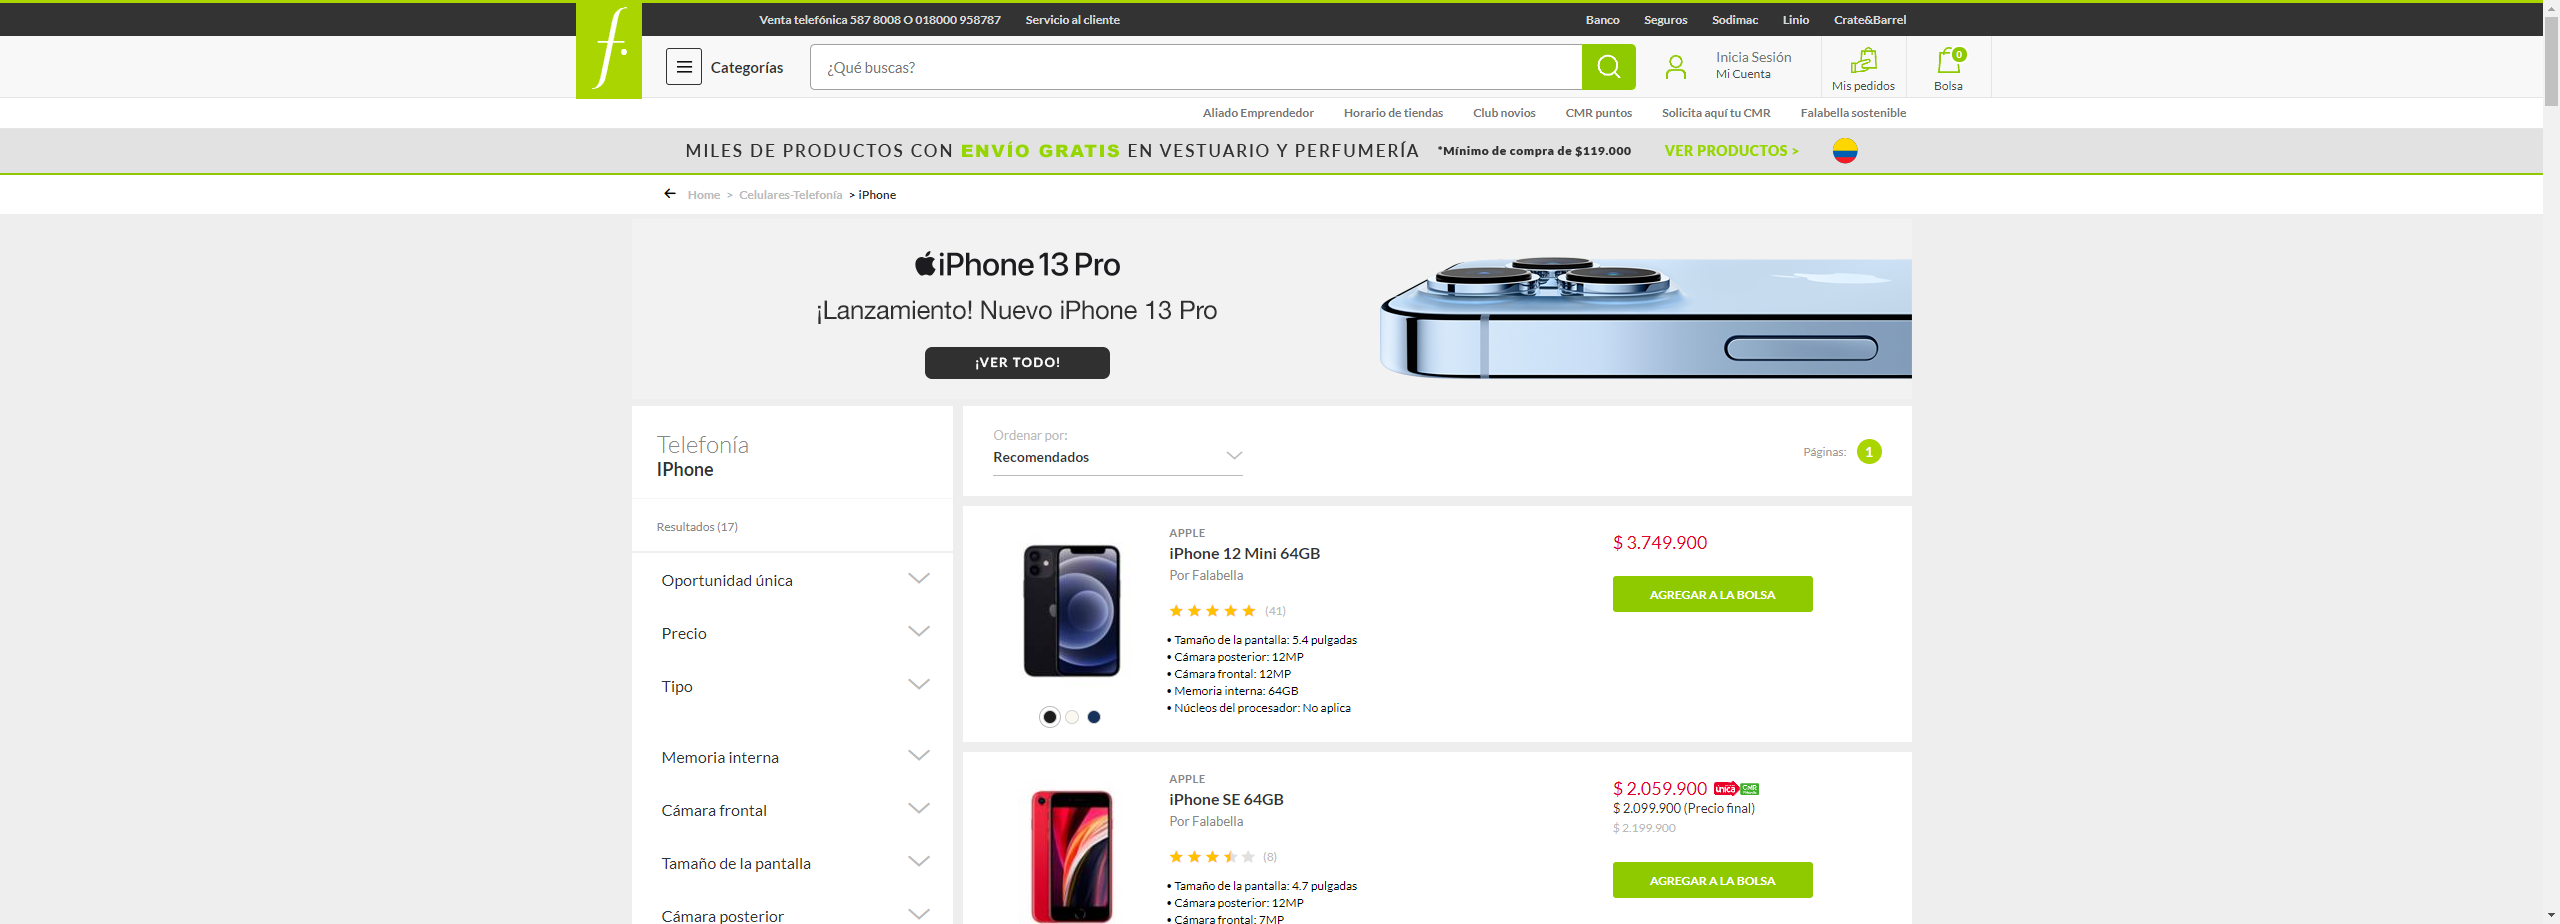 Venta telefónica 587 8008 O 018000 958787 Servicio al cliente Banco Seguros Sodimac Linio Crate&Barrel
f.
Categorías
¿Qué buscas?
Inicia Sesión
Mi Cuenta
Mis pedidos
0
Bolsa
Aliado Emprendedor Horario de tiendas Club novios CMR puntos Solicita aquí tu CMR Falabella sostenible
MILES DE PRODUCTOS CON ENVÍO GRATIS EN VESTUARIO Y PERFUMERÍA *Mínimo de compra de $119.000 VER PRODUCTOS >
Home > Celulares-Telefonía > iPhone
iPhone 13 Pro
¡Lanzamiento! Nuevo iPhone 13 Pro
¡VER TODO!
Telefonía
IPhone
Resultados (17)
Oportunidad única
Precio
Tipo
Memoria interna
Cámara frontal
Tamaño de la pantalla
Cámara posterior
Ordenar por:
Recomendados
Páginas: 1
APPLE
iPhone 12 Mini 64GB
Por Falabella
(41)
• Tamaño de la pantalla: 5.4 pulgadas
• Cámara posterior: 12MP
• Cámara frontal: 12MP
• Memoria interna: 64GB
• Núcleos del procesador: No aplica
$ 3.749.900
AGREGAR A LA BOLSA
APPLE
iPhone SE 64GB
Por Falabella
(8)
• Tamaño de la pantalla: 4.7 pulgadas
• Cámara posterior: 12MP
• Cámara frontal: 7MP
$ 2.059.900 única CMR
$ 2.099.900 (Precio final)
$ 2.199.900
AGREGAR A LA BOLSA